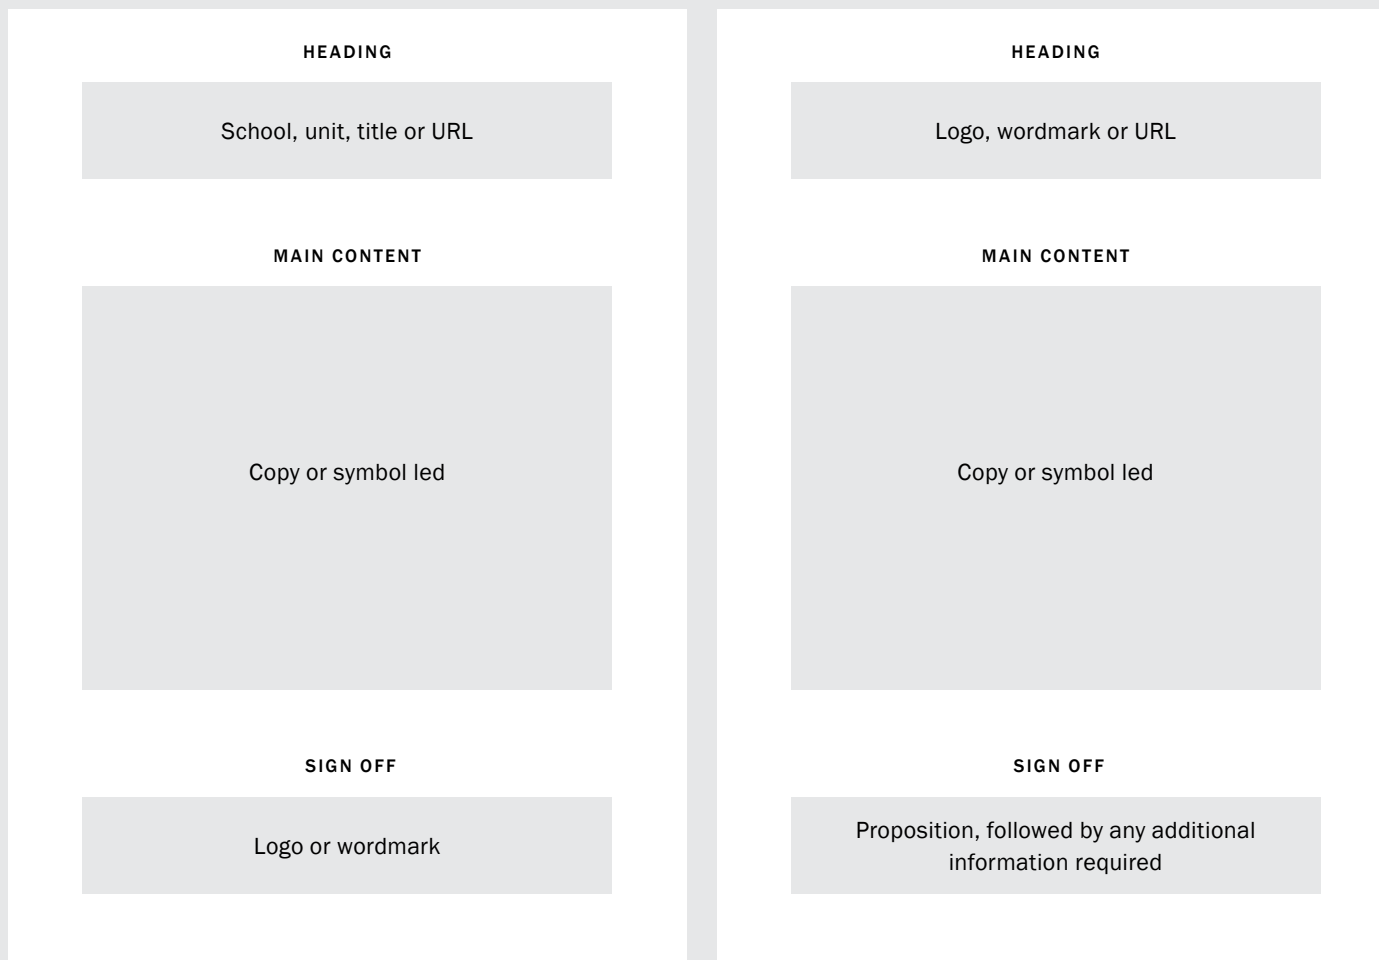 HEADING
School, unit, title or URL
MAIN CONTENT
Copy or symbol led
SIGN OFF
Logo or wordmark
HEADING
Logo, wordmark or URL
MAIN CONTENT
Copy or symbol led
SIGN OFF
Proposition, followed by any additional
information required